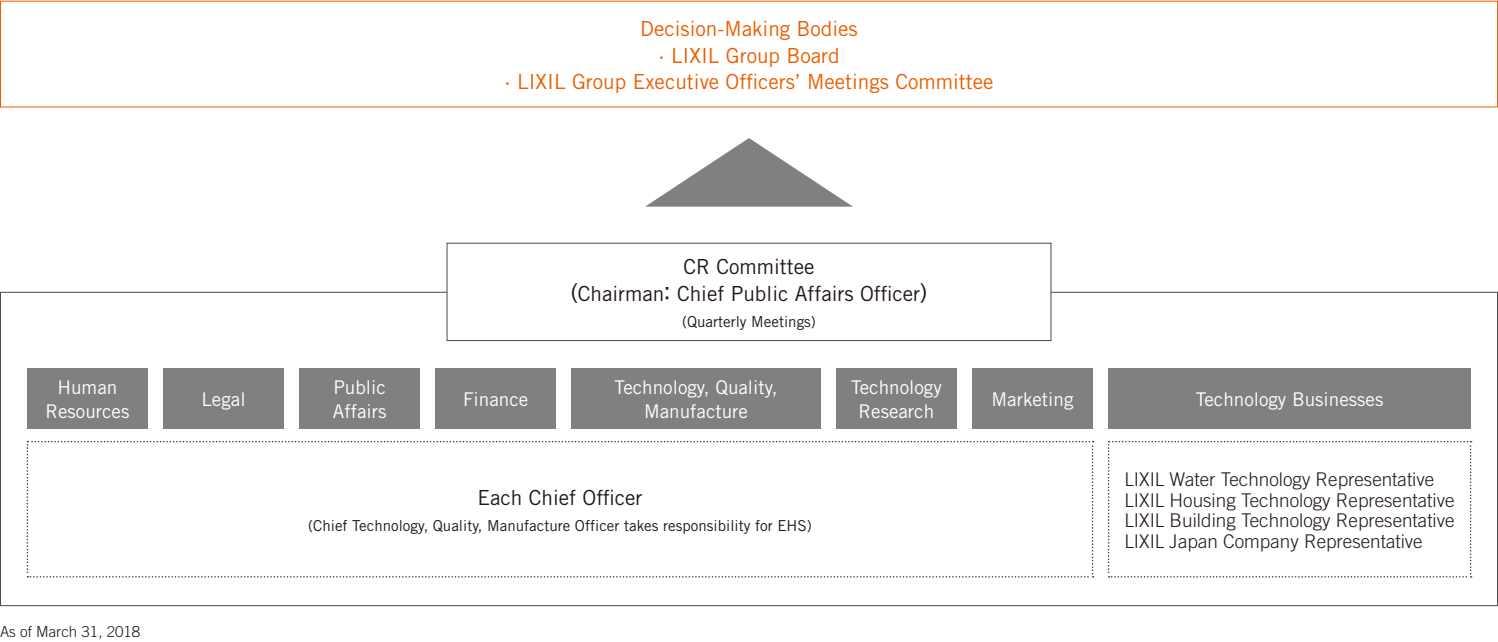 Decision-Making Bodies
· LIXIL Group Board
· LIXIL Group Executive Officers’ Meetings Committee
CR Committee
(Chairman: Chief Public Affairs Officer)
(Quarterly Meetings)
Human
Resources
Legal
Public
Affairs
Finance
Technology, Quality,
Manufacture
Technology
Research
Marketing
Technology Businesses
Each Chief Officer
(Chief Technology, Quality, Manufacture Officer takes responsibility for EHS)
LIXIL Water Technology Representative
LIXIL Housing Technology Representative
LIXIL Building Technology Representative
LIXIL Japan Company Representative
As of March 31, 2018